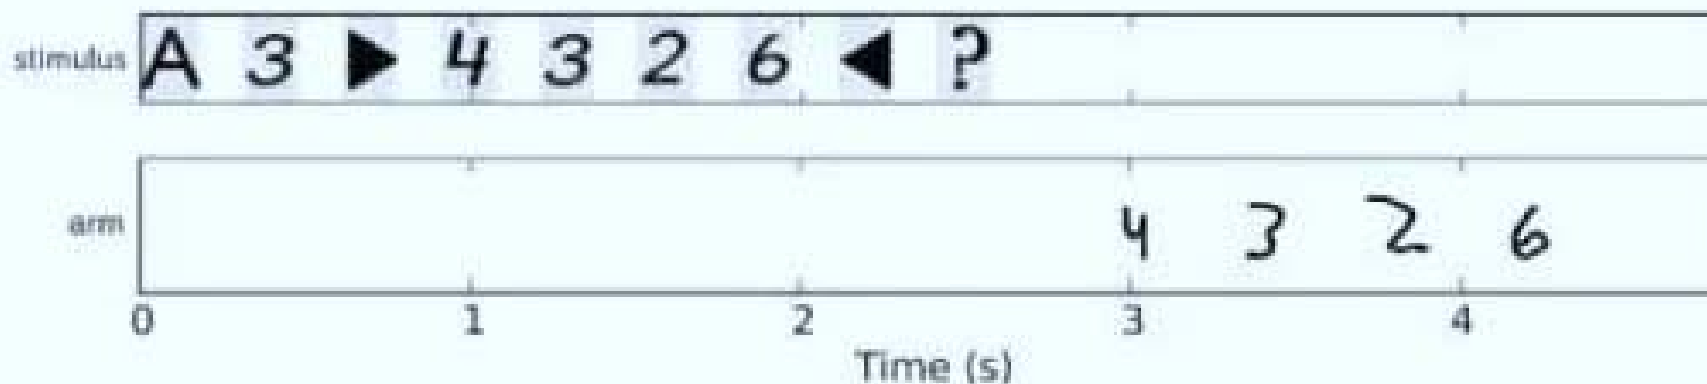 stimulus A 3 ▶ 4 3 2 6 ◀ ?
arm 4 3 2 6
0 1 2 3 4
Time (s)